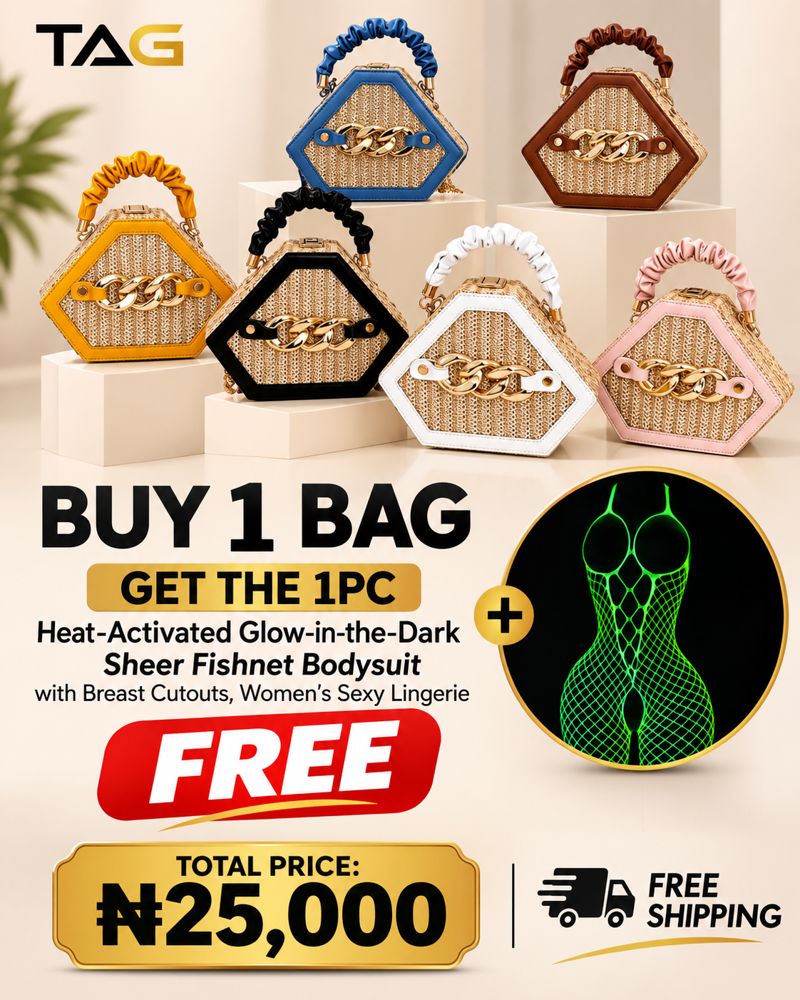 TAG
BUY 1 BAG
GET THE 1PC
Heat-Activated Glow-in-the-Dark
Sheer Fishnet Bodysuit
with Breast Cutouts, Women's Sexy Lingerie
FREE
+
TOTAL PRICE:
₦25,000
FREE
SHIPPING